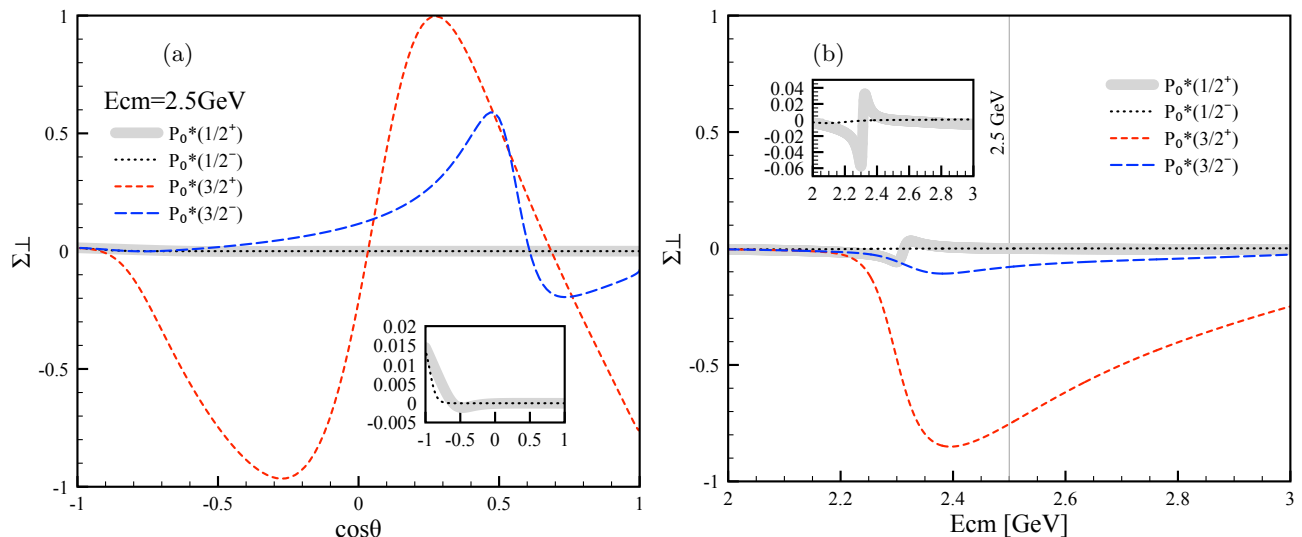 (a)
Ecm=2.5GeV
P₀*(1/2⁺)
P₀*(1/2⁻)
P₀*(3/2⁺)
P₀*(3/2⁻)
Σ⊥
1
0.5
0
-0.5
-1
-1
-0.5
0
0.5
1
cosθ
0.02
0.015
0.01
0.005
0
-0.005
-1
-0.5
0
0.5
1
(b)
P₀*(1/2⁺)
P₀*(1/2⁻)
P₀*(3/2⁺)
P₀*(3/2⁻)
2.5 GeV
0.04
0.02
0
-0.02
-0.04
-0.06
2
2.2
2.4
2.6
2.8
3
Σ⊥
1
0.5
0
-0.5
-1
2
2.2
2.4
2.6
2.8
3
Ecm [GeV]